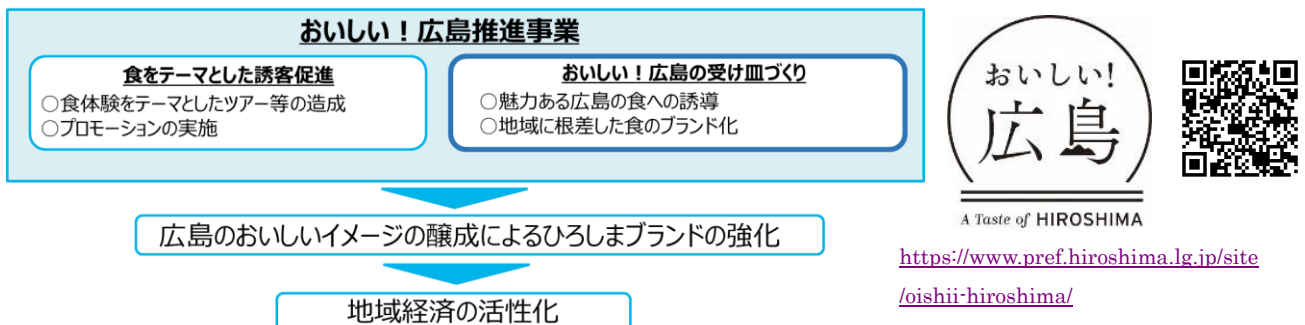 おいしい！広島推進事業
食をテーマとした誘客促進
○食体験をテーマとしたツアー等の造成
○プロモーションの実施
おいしい！広島の受け皿づくり
○魅力ある広島の食への誘導
○地域に根差した食のブランド化
広島のおいしいイメージの醸成によるひろしまブランドの強化
地域経済の活性化
おいしい!
広島
A Taste of HIROSHIMA
https://www.pref.hiroshima.lg.jp/site
/oishii-hiroshima/